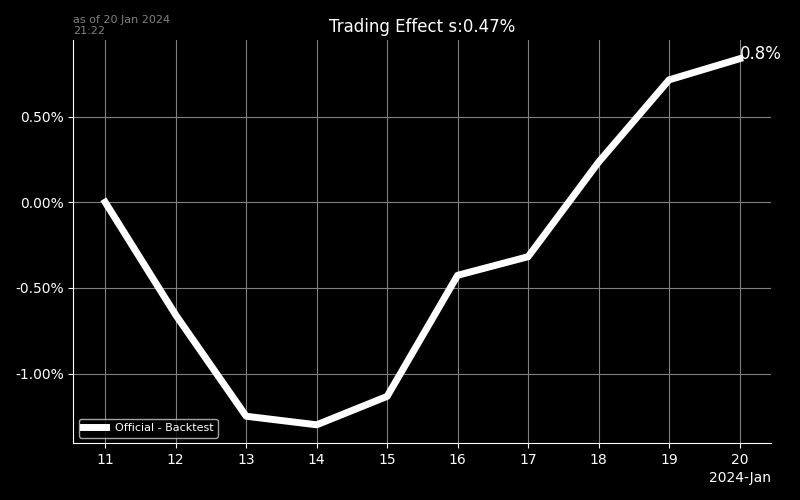 as of 20 Jan 2024
21:22
Trading Effect s:0.47%
0.8%
0.50%
0.00%
-0.50%
-1.00%
Official - Backtest
11 12 13 14 15 16 17 18 19 20
2024-Jan